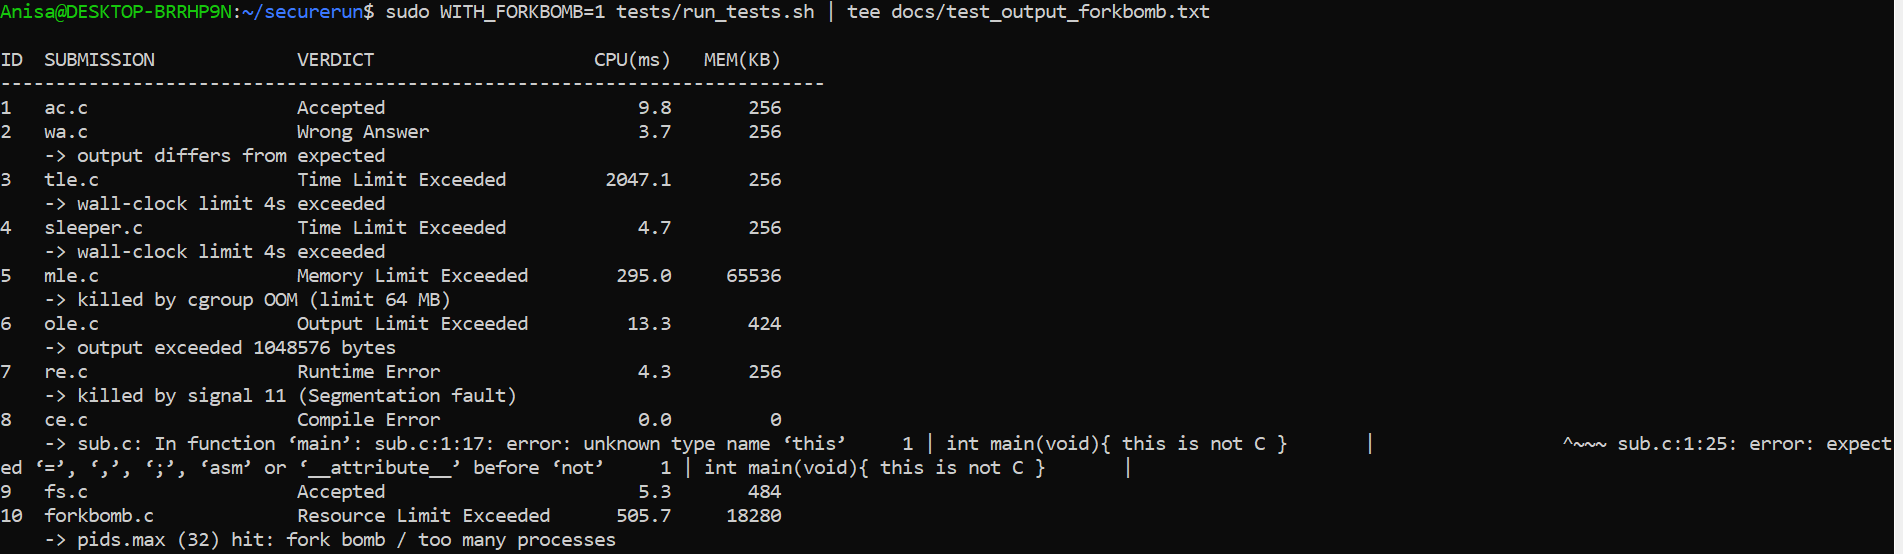 Anisa@DESKTOP-BRRHP9N:~/securerun$ sudo WITH_FORKBOMB=1 tests/run_tests.sh | tee docs/test_output_forkbomb.txt
ID  SUBMISSION             VERDICT                    CPU(ms)   MEM(KB)
---------------------------------------------------------------------------
1   ac.c                   Accepted                       9.8       256
2   wa.c                   Wrong Answer                   3.7       256
    -> output differs from expected
3   tle.c                  Time Limit Exceeded         2047.1       256
    -> wall-clock limit 4s exceeded
4   sleeper.c              Time Limit Exceeded            4.7       256
    -> wall-clock limit 4s exceeded
5   mle.c                  Memory Limit Exceeded        295.0     65536
    -> killed by cgroup OOM (limit 64 MB)
6   ole.c                  Output Limit Exceeded         13.3       424
    -> output exceeded 1048576 bytes
7   re.c                   Runtime Error                  4.3       256
    -> killed by signal 11 (Segmentation fault)
8   ce.c                   Compile Error                  0.0         0
    -> sub.c: In function ‘main’: sub.c:1:17: error: unknown type name ‘this’     1 | int main(void){ this is not C }       |                 ^~~~ sub.c:1:25: error: expect
ed ‘=’, ‘,’, ‘;’, ‘asm’ or ‘__attribute__’ before ‘not’     1 | int main(void){ this is not C }       |
9   fs.c                   Accepted                       5.3       484
10  forkbomb.c             Resource Limit Exceeded      505.7     18280
    -> pids.max (32) hit: fork bomb / too many processes